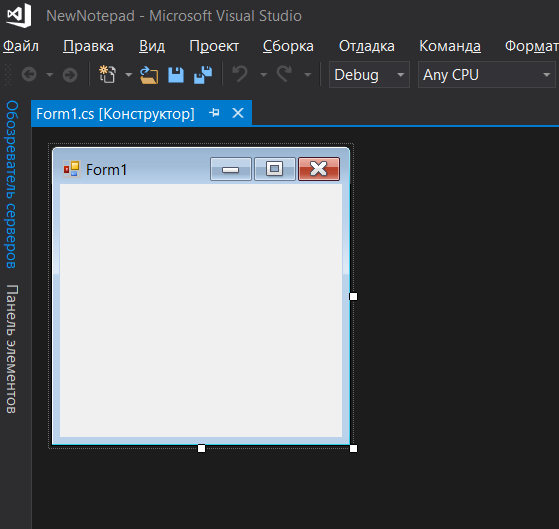 NewNotepad - Microsoft Visual Studio
Файл Правка Вид Проект Сборка Отладка Команда Формат
Debug Any CPU
Form1.cs [Конструктор]
Обозреватель серверов
Панель элементов
Form1